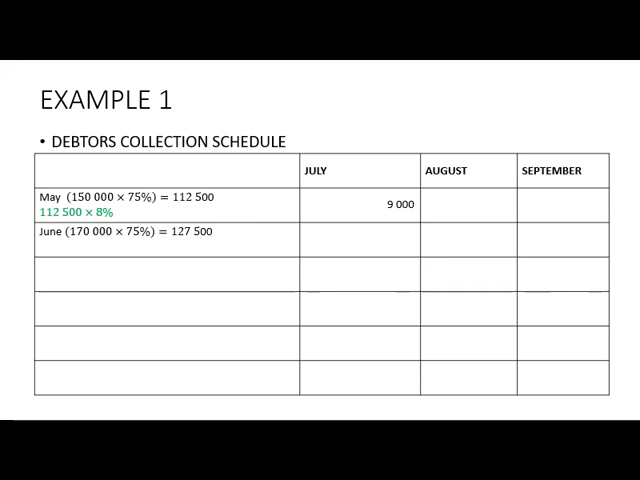 EXAMPLE 1
• DEBTORS COLLECTION SCHEDULE
JULY AUGUST SEPTEMBER
May (150 000 × 75%) = 112 500
112 500 × 8%
9 000
June (170 000 × 75%) = 127 500